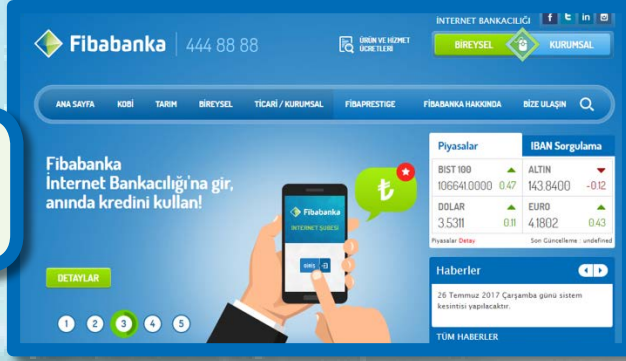 İNTERNET BANKACILIĞI
f t in
Fibabanka 444 88 88
ÜRÜN VE HİZMET
ÜCRETLERİ
BİREYSEL KURUMSAL
ANA SAYFA KOBİ TARIM BİREYSEL TİCARİ / KURUMSAL FİBAPRESTIGE FİBABANKA HAKKINDA BİZE ULAŞIN
Fibabanka
İnternet Bankacılığı'na gir,
anında kredini kullan!
DETAYLAR
1 2 3 4 5
Fibabanka
İNTERNET ŞUBESİ
GİRİŞ
₺
Piyasalar IBAN Sorgulama
BIST 100 ALTIN
106641.0000 0.47 143.8400 -0.12
DOLAR EURO
3.5311 0.11 4.1802 0.43
Piyasalar Detay Son Güncelleme : undefined
Haberler
26 Temmuz 2017 Çarşamba günü sistem
kesintisi yapılacaktır.
TÜM HABERLER